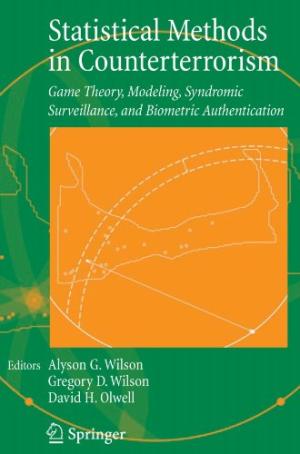 Statistical Methods
in Counterterrorism
Game Theory, Modeling, Syndromic
Surveillance, and Biometric Authentication
Editors Alyson G. Wilson
Gregory D. Wilson
David H. Olwell
Springer